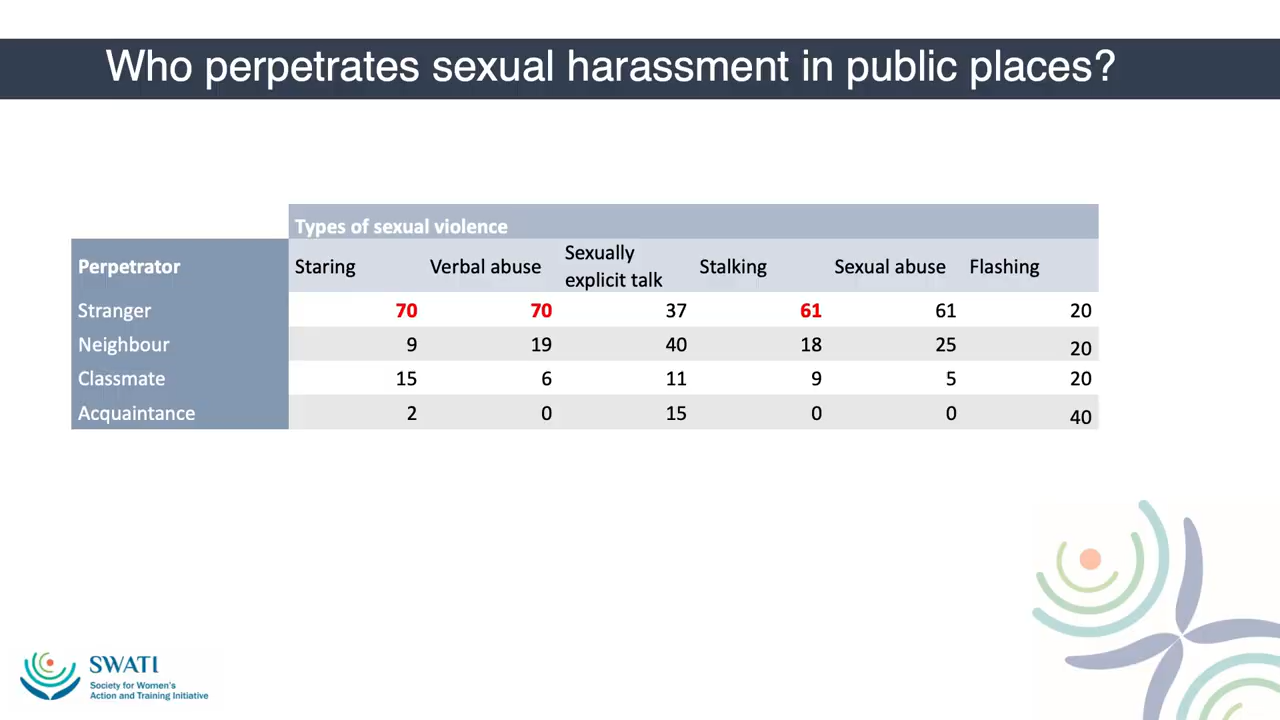 Who perpetrates sexual harassment in public places?
Types of sexual violence
Perpetrator Staring Verbal abuse Sexually explicit talk Stalking Sexual abuse Flashing
Stranger 70 70 37 61 61 20
Neighbour 9 19 40 18 25 20
Classmate 15 6 11 9 5 20
Acquaintance 2 0 15 0 0 40
SWATI
Society for Women's
Action and Training Initiative